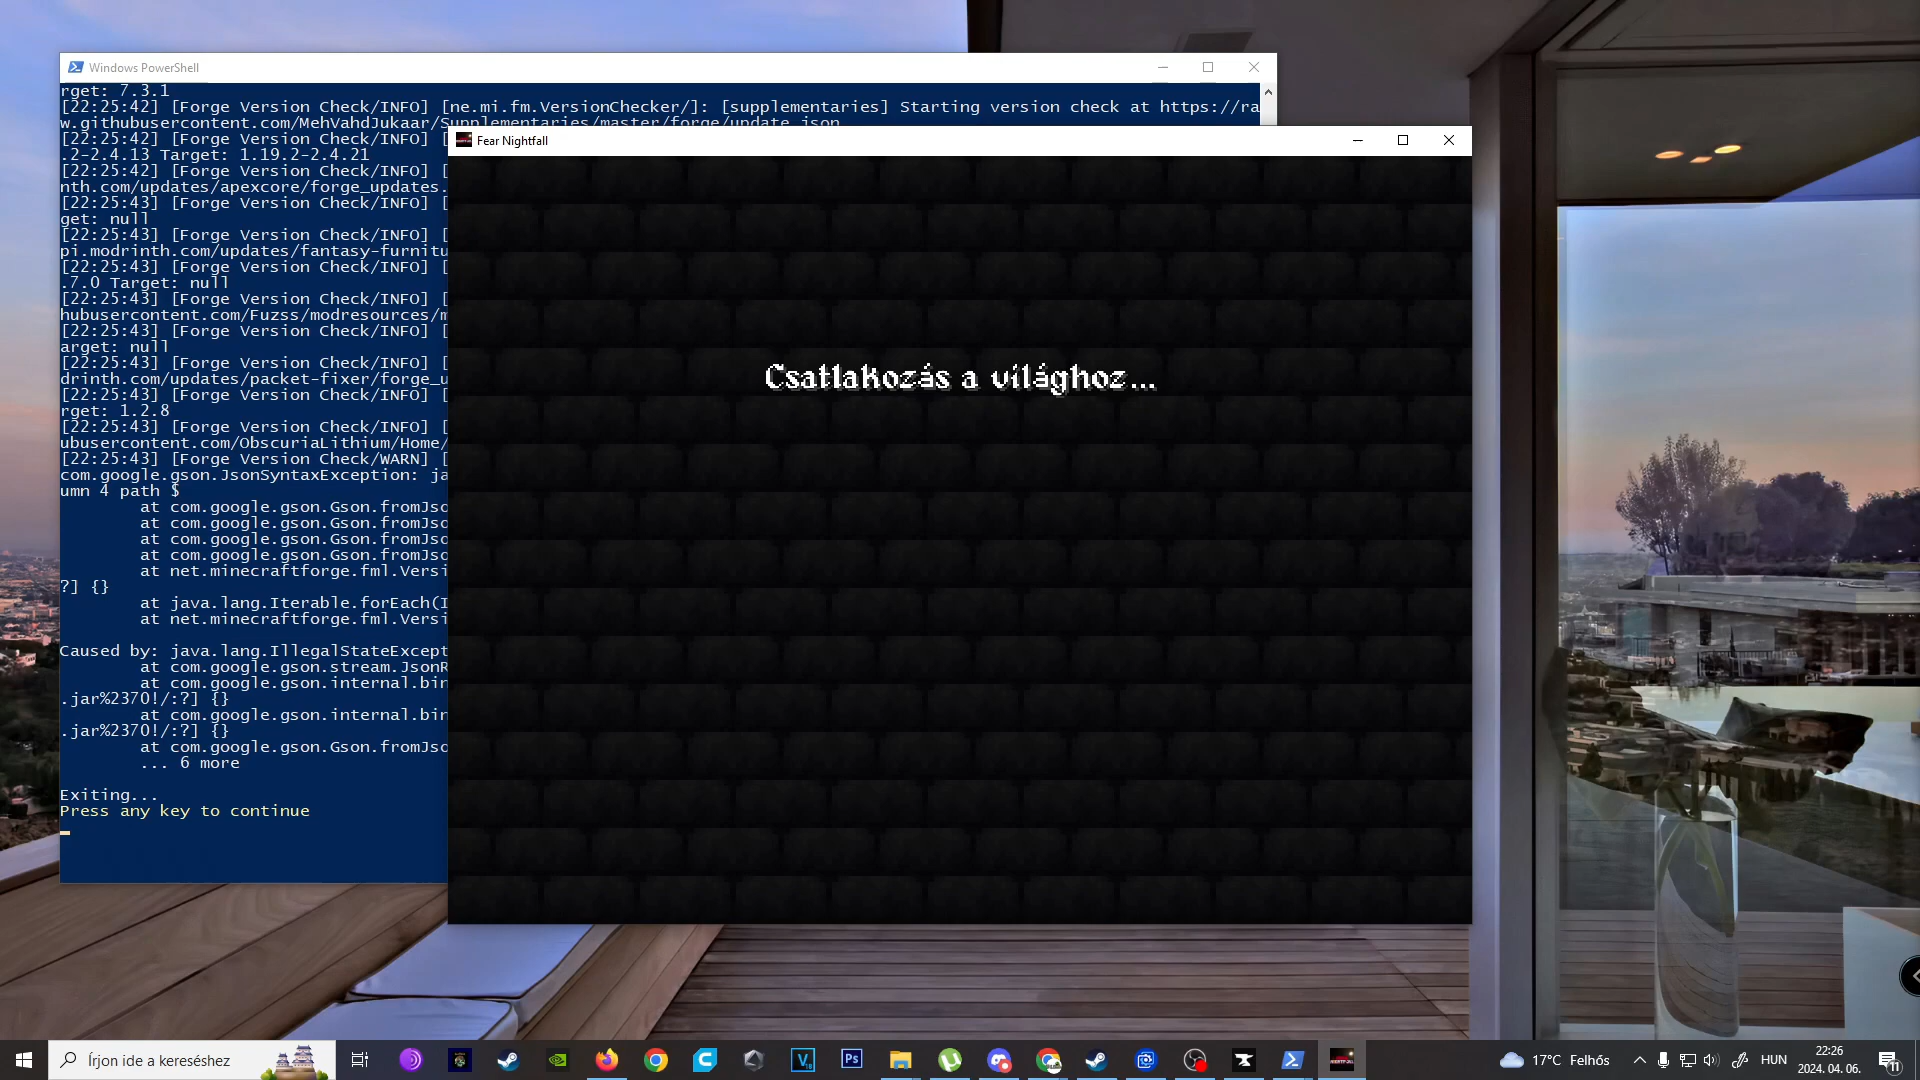 Windows PowerShell
rget: 7.3.1
[22:25:42] [Forge Version Check/INFO] [ne.mi.fm.VersionChecker/]: [supplementaries] Starting version check at https://ra
w.githubusercontent.com/MehVahdJukaar/Supplementaries/master/forge/update.json
[22:25:42] [Forge Version Check/INFO] [
.2-2.4.13 Target: 1.19.2-2.4.21
[22:25:42] [Forge Version Check/INFO] [
nth.com/updates/apexcore/forge_updates.
[22:25:43] [Forge Version Check/INFO] [
get: null
[22:25:43] [Forge Version Check/INFO] [
pi.modrinth.com/updates/fantasy-furnitu
[22:25:43] [Forge Version Check/INFO] [
.7.0 Target: null
[22:25:43] [Forge Version Check/INFO] [
hubusercontent.com/Fuzss/modresources/m
[22:25:43] [Forge Version Check/INFO] [
arget: null
[22:25:43] [Forge Version Check/INFO] [
drinth.com/updates/packet-fixer/forge_u
[22:25:43] [Forge Version Check/INFO] [
rget: 1.2.8
[22:25:43] [Forge Version Check/INFO] [
ubusercontent.com/ObscuriaLithium/Home/
[22:25:43] [Forge Version Check/WARN] [
com.google.gson.JsonSyntaxException: ja
umn 4 path $
at com.google.gson.Gson.fromJso
at com.google.gson.Gson.fromJso
at com.google.gson.Gson.fromJso
at com.google.gson.Gson.fromJso
at net.minecraftforge.fml.Versi
?] {}
at java.lang.Iterable.forEach(I
at net.minecraftforge.fml.Versi
Caused by: java.lang.IllegalStateExcept
at com.google.gson.stream.JsonR
at com.google.gson.internal.bin
.jar%2370!/:?] {}
at com.google.gson.internal.bin
.jar%2370!/:?] {}
at com.google.gson.Gson.fromJso
... 6 more
Exiting...
Press any key to continue
Fear Nightfall
Csatlakozás a világhoz...
Írjon ide a kereséshez
17°C Felhős
HUN
22:26
2024. 04. 06.
11